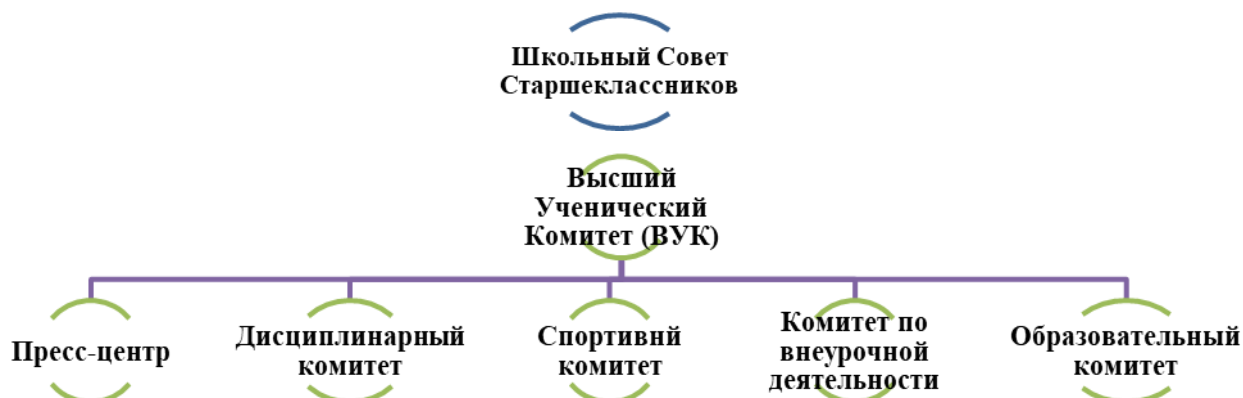 Школьный Совет
Старшеклассников
Высший
Ученический
Комитет (ВУК)
Пресс-центр
Дисциплинарный
комитет
Спортивнй
комитет
Комитет по
внеурочной
деятельности
Образовательный
комитет